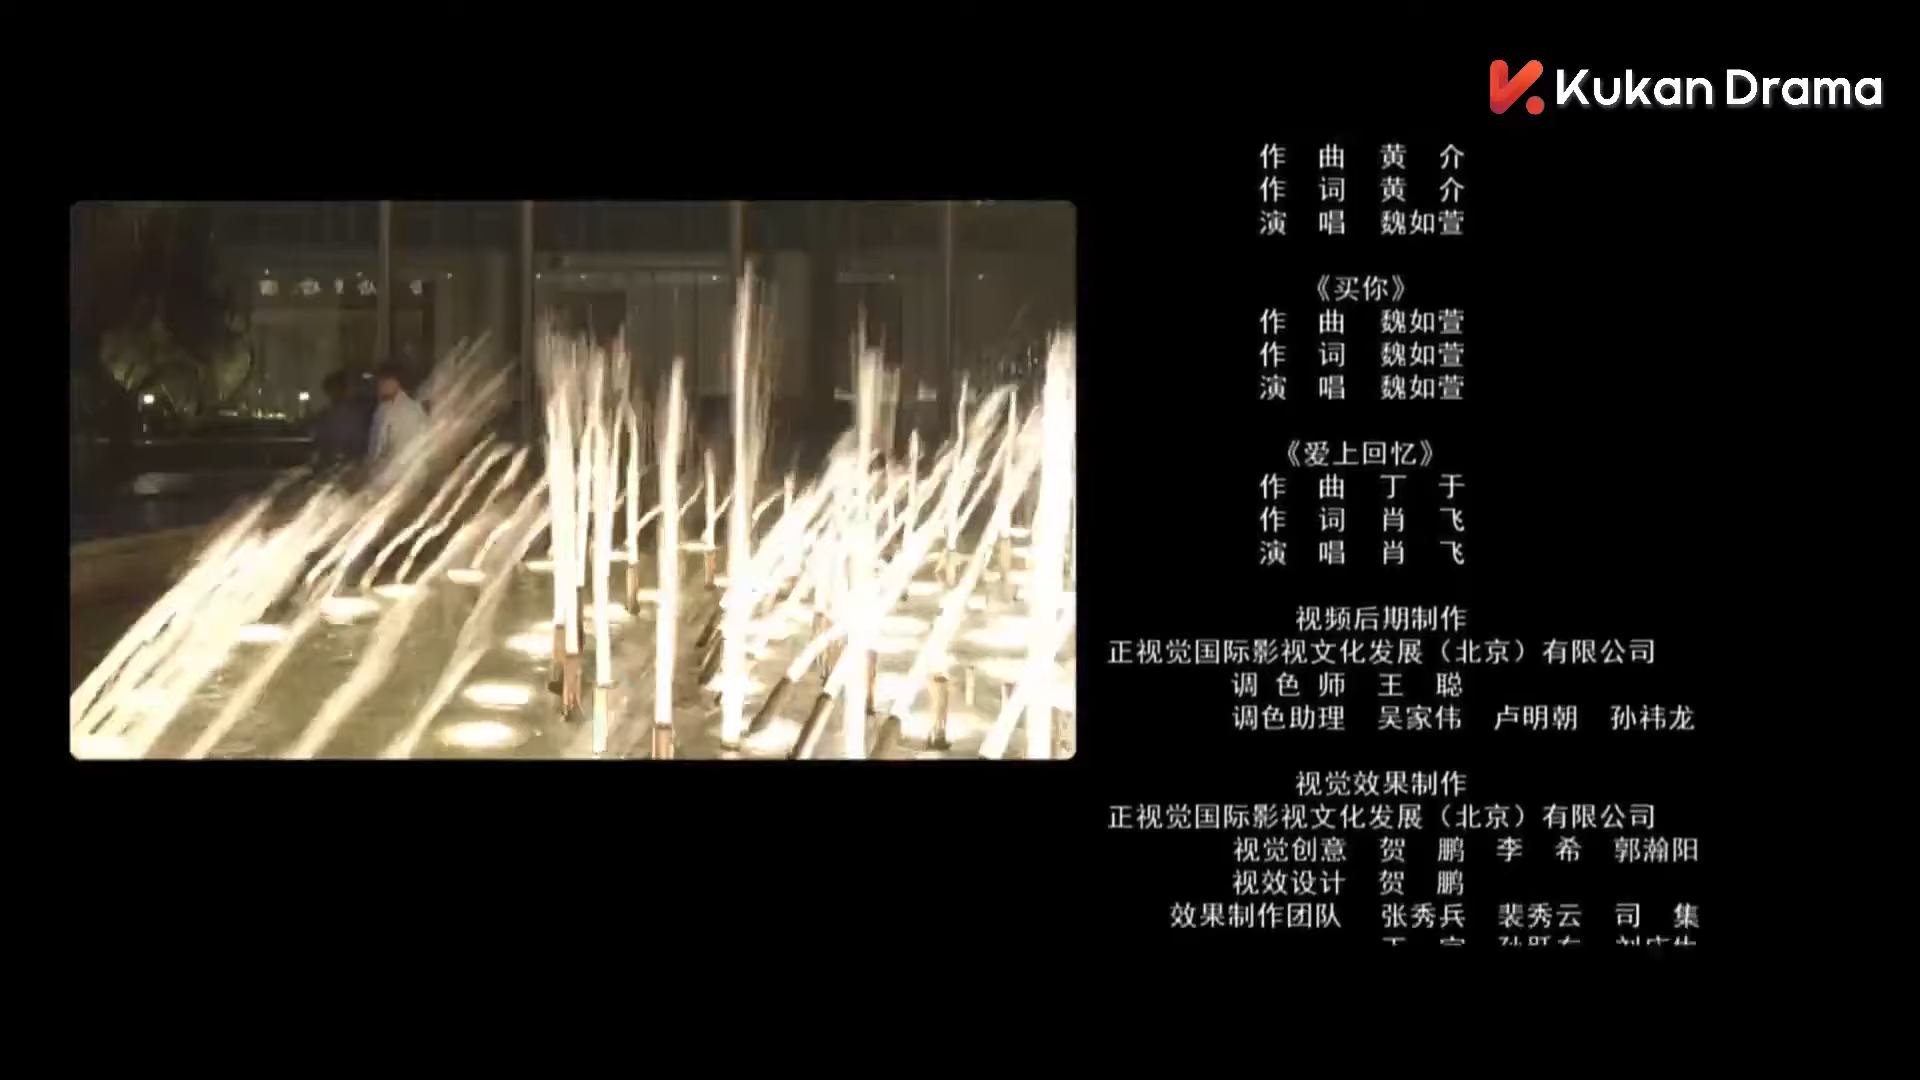 Kukan Drama
作 曲 黄 介
作 词 黄 介
演 唱 魏如萱
《买你》
作 曲 魏如萱
作 词 魏如萱
演 唱 魏如萱
《爱上回忆》
作 曲 丁 于
作 词 肖 飞
演 唱 肖 飞
视频后期制作
正视觉国际影视文化发展（北京）有限公司
调 色 师 王 聪
调色助理 吴家伟 卢明朝 孙祎龙
视觉效果制作
正视觉国际影视文化发展（北京）有限公司
视觉创意 贺 鹏 李 希 郭瀚阳
视效设计 贺 鹏
效果制作团队 张秀兵 裴秀云 司 集